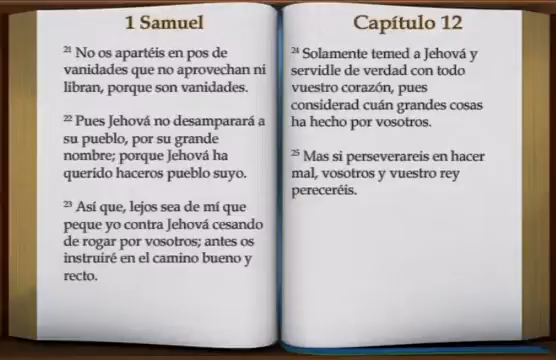 1 Samuel
²¹ No os apartéis en pos de
vanidades que no aprovechan ni
libran, porque son vanidades.
²² Pues Jehová no desamparará a
su pueblo, por su grande
nombre; porque Jehová ha
querido haceros pueblo suyo.
²³ Así que, lejos sea de mí que
peque yo contra Jehová cesando
de rogar por vosotros; antes os
instruiré en el camino bueno y
recto.
Capítulo 12
²⁴ Solamente temed a Jehová y
servidle de verdad con todo
vuestro corazón, pues
considerad cuán grandes cosas
ha hecho por vosotros.
²⁵ Mas si perseverareis en hacer
mal, vosotros y vuestro rey
pereceréis.